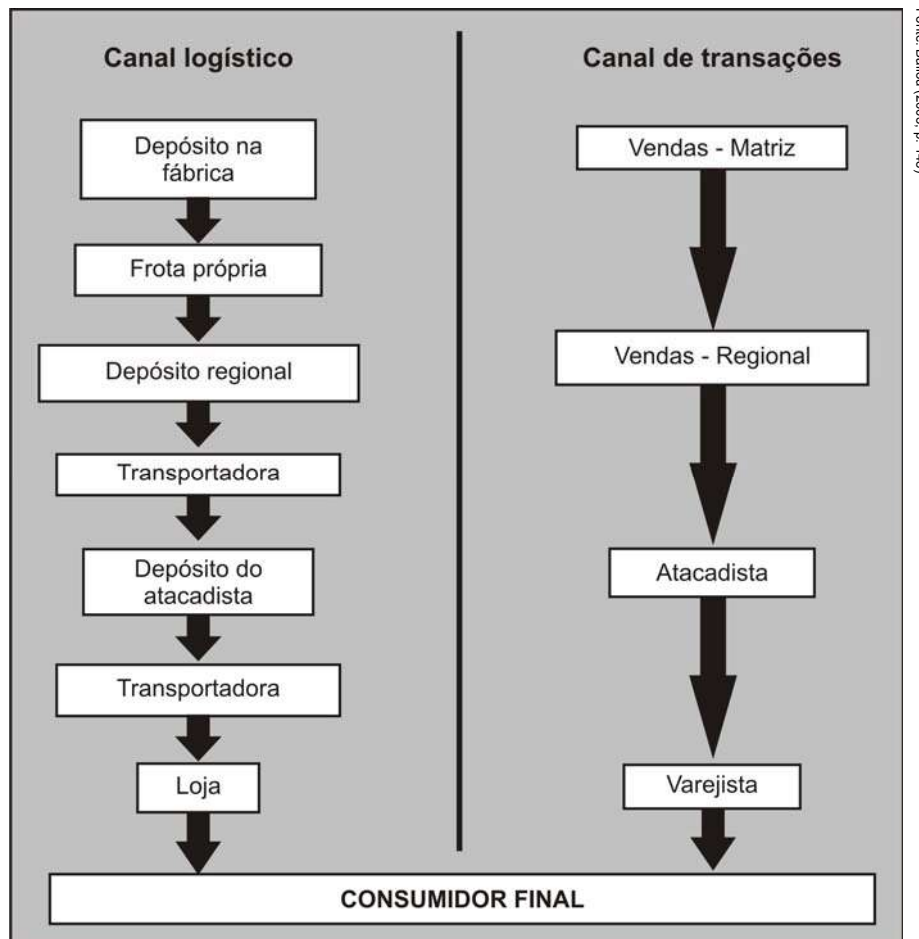 Canal logístico
Depósito na
fábrica
Frota própria
Depósito regional
Transportadora
Depósito do
atacadista
Transportadora
Loja
Canal de transações
Vendas - Matriz
Vendas - Regional
Atacadista
Varejista
CONSUMIDOR FINAL